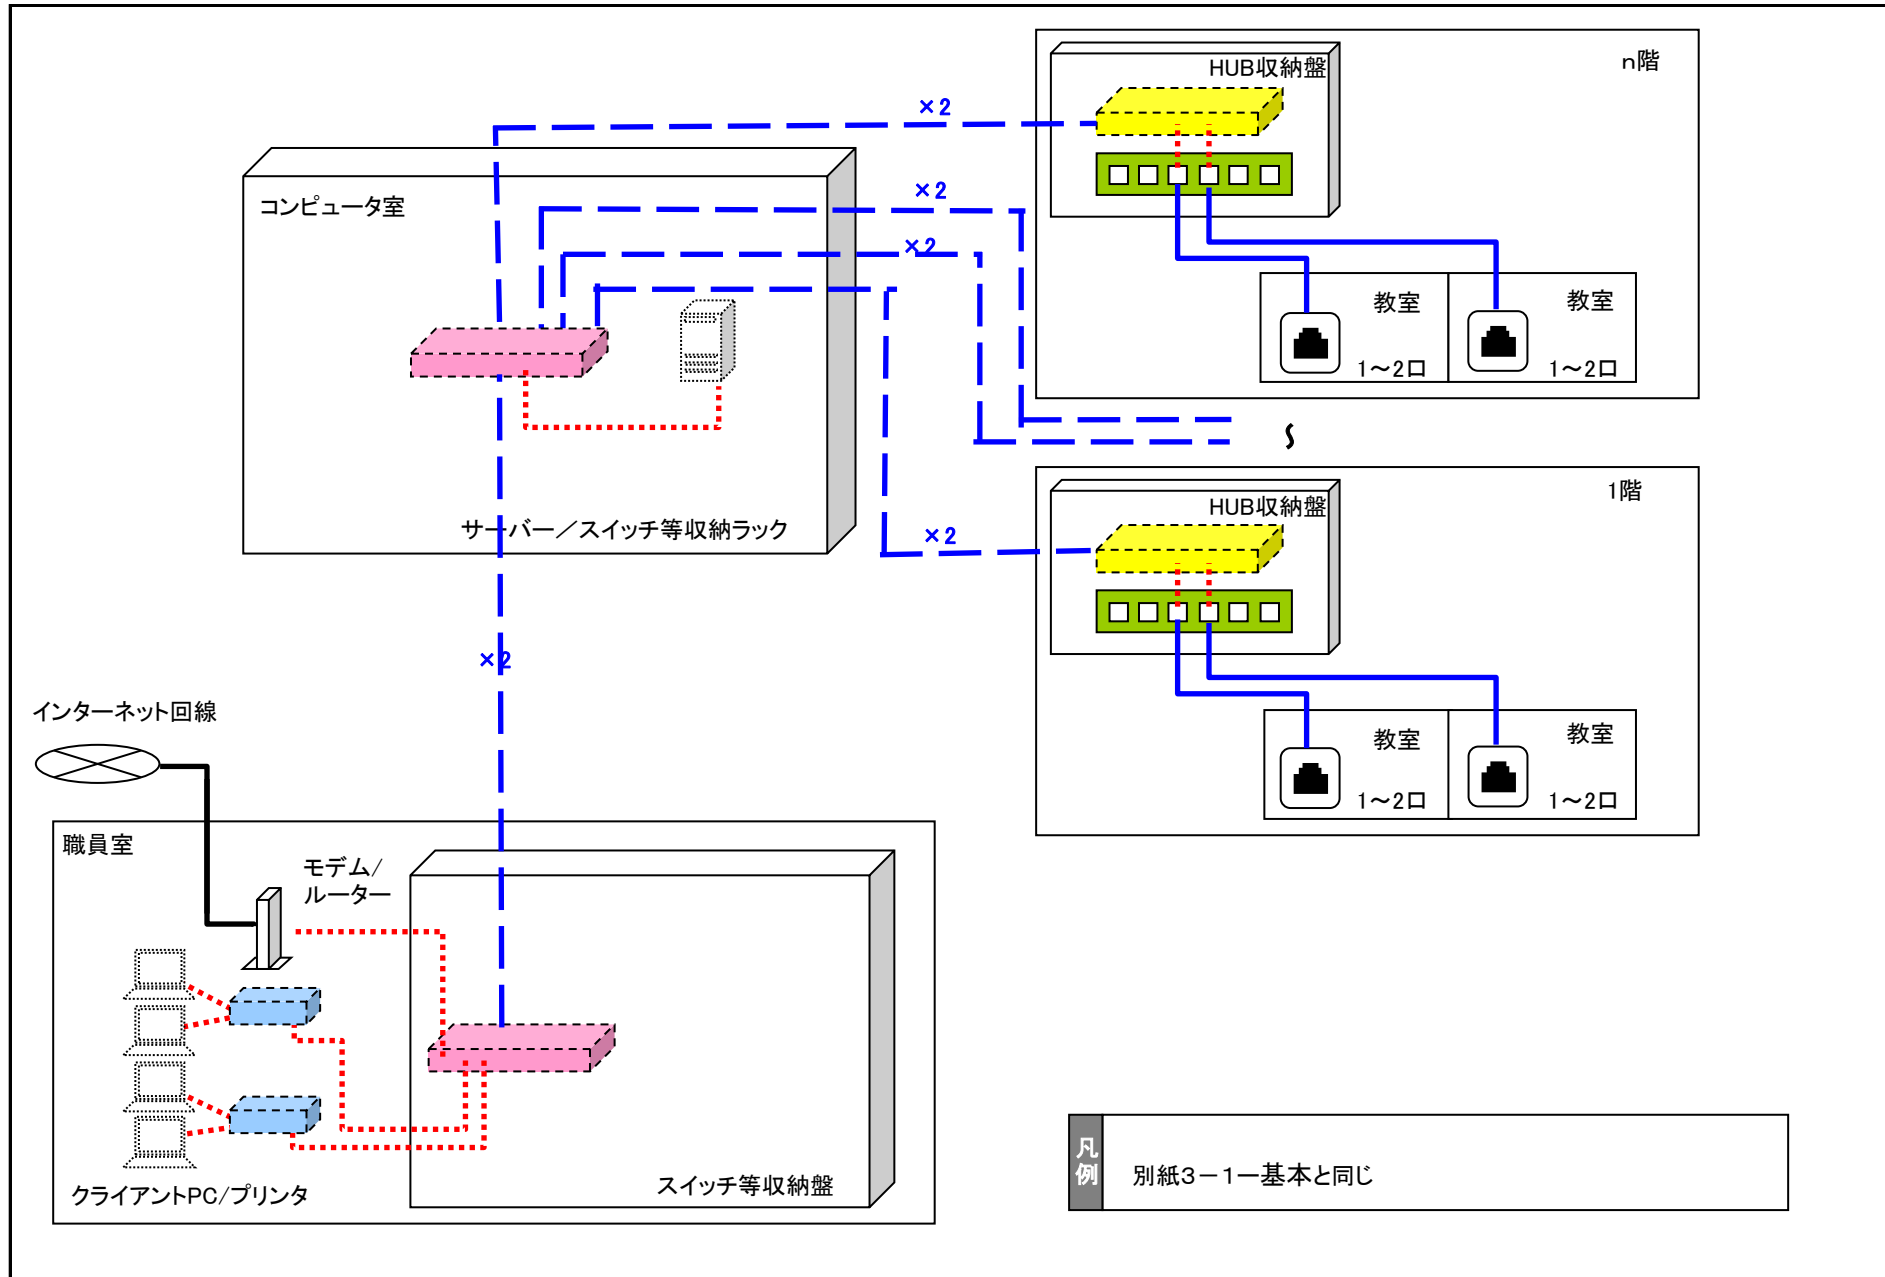 n階
HUB収納盤
×2
コンピュータ室
×2
×2
教室
教室
1～2口
1～2口
1階
HUB収納盤
サーバー／スイッチ等収納ラック
×2
×2
インターネット回線
教室
教室
1～2口
1～2口
職員室
モデム/
ルーター
スイッチ等収納盤
クライアントPC/プリンタ
凡例
別紙３－１－基本と同じ